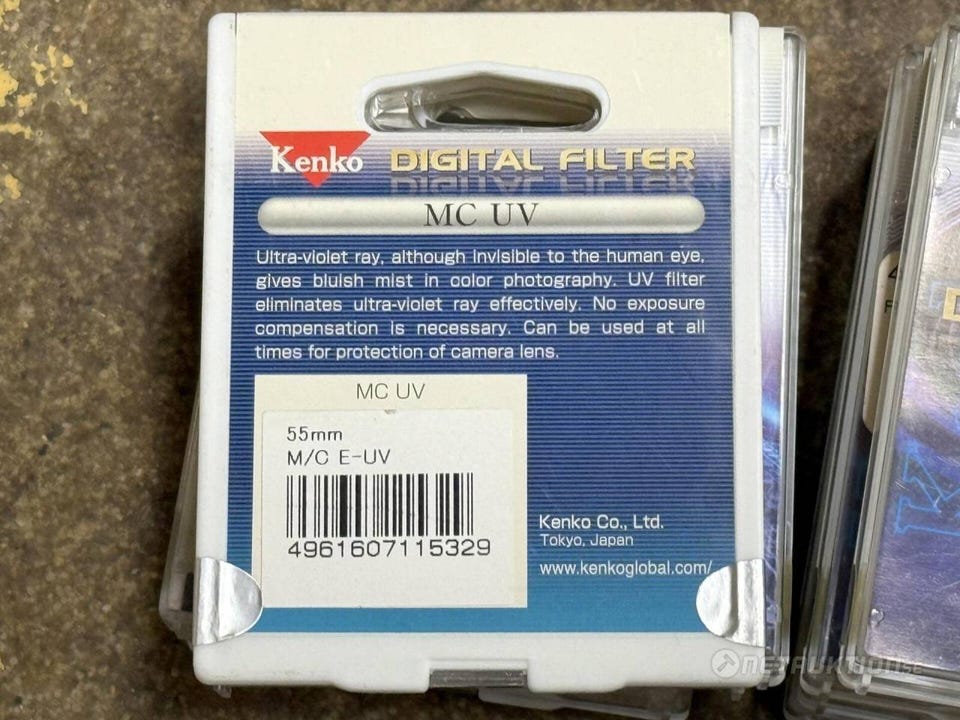 Kenko DIGITAL FILTER
MC UV
Ultra-violet ray, although invisible to the human eye,
gives bluish mist in color photography. UV filter
eliminates ultra-violet ray effectively. No exposure
compensation is necessary. Can be used at all
times for protection of camera lens.
MC UV
55mm
M/C E-UV
4961607115329
Kenko Co., Ltd.
Tokyo, Japan
www.kenkoglobal.com/